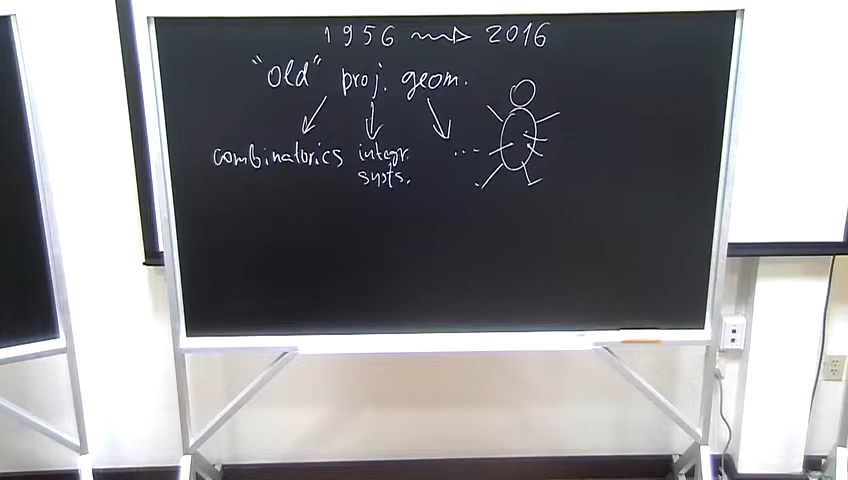 1956 ⇝ 2016
"old" proj. geom.
combinatorics integr. ...
systs.